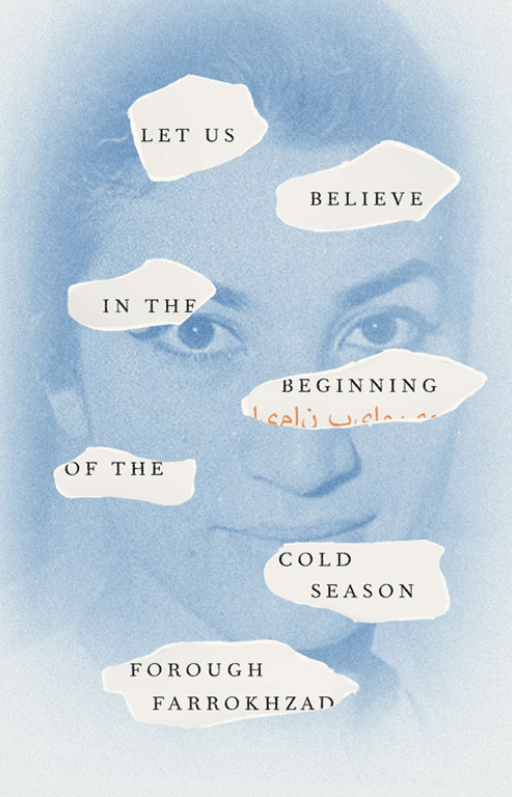 LET US
BELIEVE
IN THE
BEGINNING
OF THE
COLD
SEASON
FOROUGH
FARROKHZAD